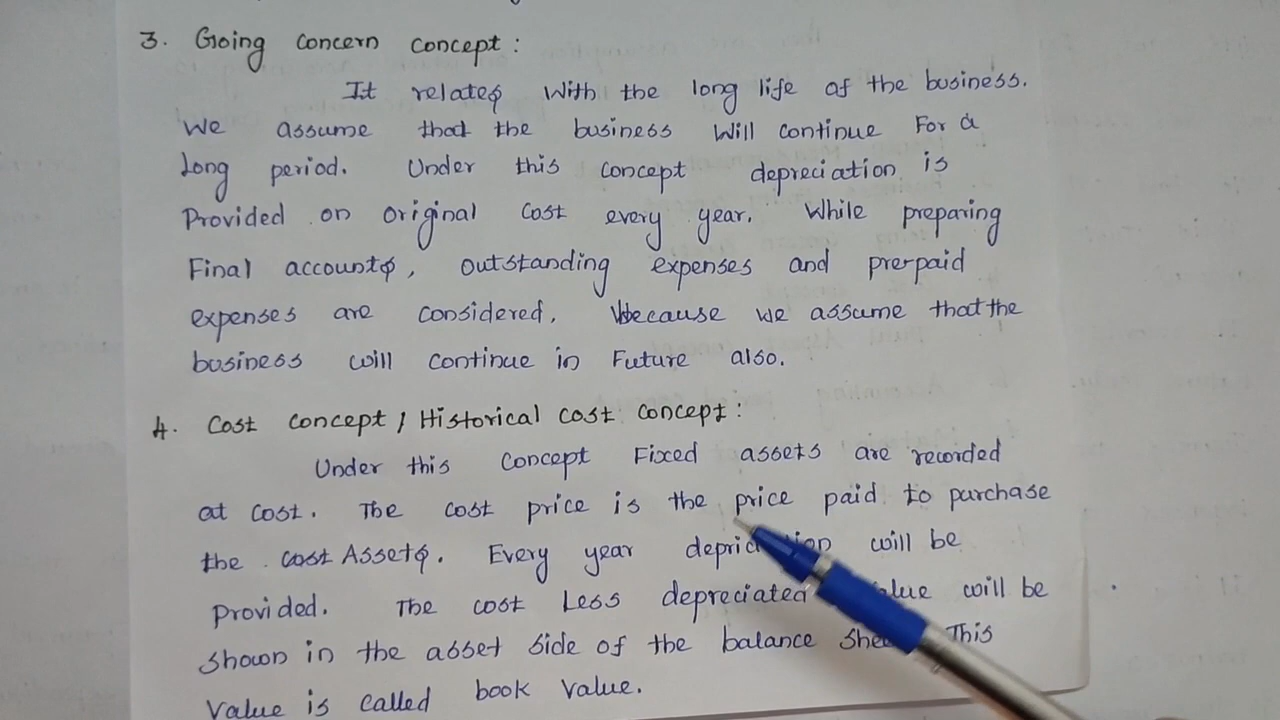 3. Going concern concept :
It relates with the long life of the business.
We assume that the business will continue for a
long period. Under this concept depreciation is
Provided on original cost every year. While preparing
Final accounts, outstanding expenses and prepaid
expenses are considered, because we assume that the
business will continue in Future also.
4. Cost concept / Historical cost concept :
Under this concept Fixed assets are recorded
at cost. The cost price is the price paid to purchase
the cost Assets. Every year will be
provided. The cost Less depreciated will be
shown in the asset side of the balance This
Value is called book value.